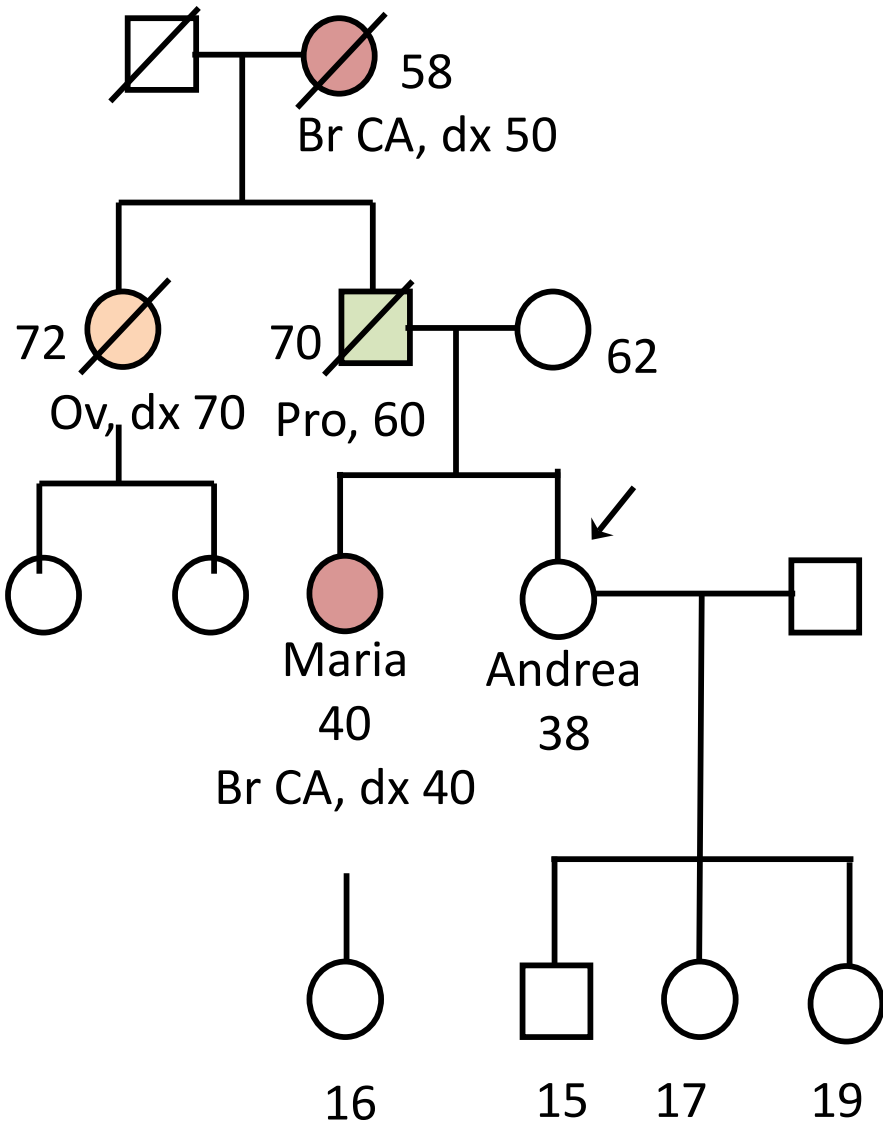 58
Br CA, dx 50
72
70
62
Ov, dx 70
Pro, 60
Maria
40
Br CA, dx 40
Andrea
38
16
15
17
19